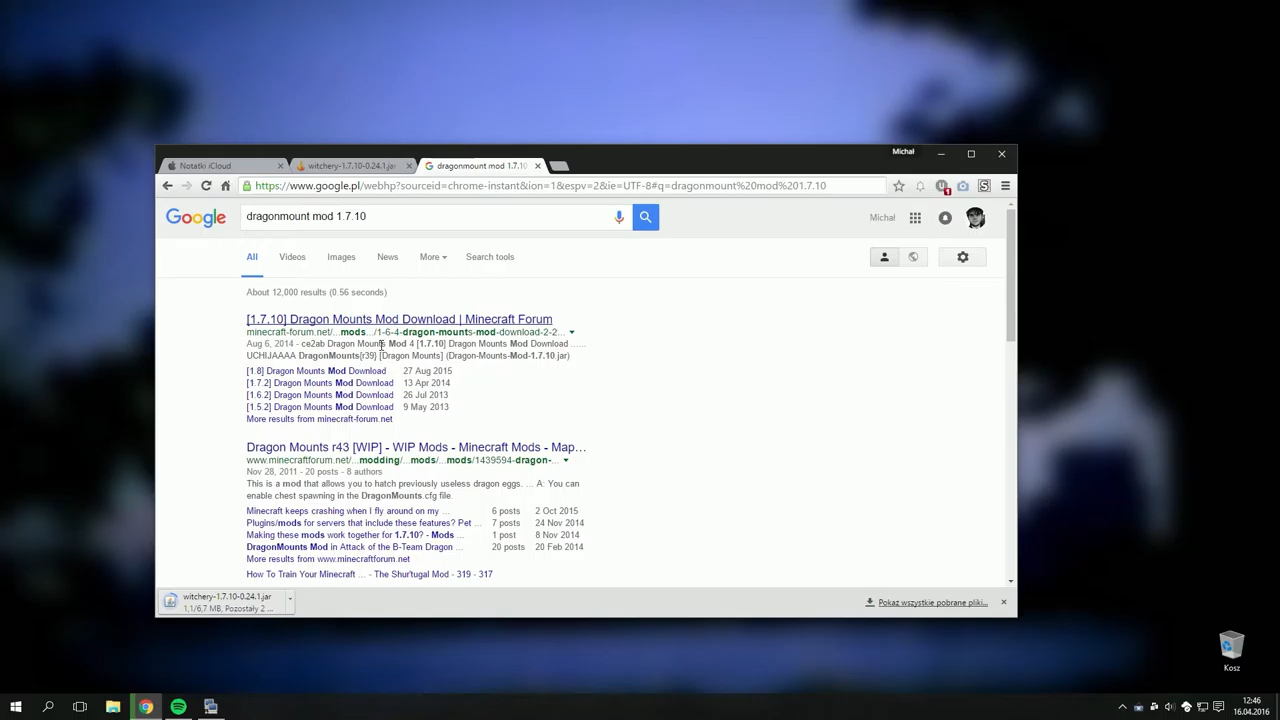 Michał
Notatki iCloud
witchery-1.7.10-0.24.1.jar
dragonmount mod 1.7.10
https://www.google.pl/webhp?sourceid=chrome-instant&ion=1&espv=2&ie=UTF-8#q=dragonmount%20mod%201.7.10
Google
dragonmount mod 1.7.10
Michał
All
Videos
Images
News
More
Search tools
About 12,000 results (0.56 seconds)
[1.7.10] Dragon Mounts Mod Download | Minecraft Forum
minecraft-forum.net/...mods.../1-6-4-dragon-mounts-mod-download-2-2...
Aug 6, 2014 - ce2ab Dragon Mounts Mod 4 [1.7.10] Dragon Mounts Mod Download ......
UCHIJAAAA DragonMounts{r39} [Dragon Mounts] (Dragon-Mounts-Mod-1.7.10.jar)
[1.8] Dragon Mounts Mod Download 27 Aug 2015
[1.7.2] Dragon Mounts Mod Download 13 Apr 2014
[1.6.2] Dragon Mounts Mod Download 26 Jul 2013
[1.5.2] Dragon Mounts Mod Download 9 May 2013
More results from minecraft-forum.net
Dragon Mounts r43 [WIP] - WIP Mods - Minecraft Mods - Map...
www.minecraftforum.net/...modding/...mods/...mods/1439594-dragon-...
Nov 28, 2011 - 20 posts - 8 authors
This is a mod that allows you to hatch previously useless dragon eggs. ... A: You can
enable chest spawning in the DragonMounts.cfg file.
Minecraft keeps crashing when I fly around on my ... 6 posts 2 Oct 2015
Plugins/mods for servers that include these features? Pet ... 7 posts 24 Nov 2014
Making these mods work together for 1.7.10? - Mods ... 1 post 8 Nov 2014
DragonMounts Mod in Attack of the B-Team Dragon ... 20 posts 20 Feb 2014
More results from www.minecraftforum.net
How To Train Your Minecraft ... - The Shur'tugal Mod - 319 - 317
witchery-1.7.10-0.24.1.jar
1,1/6,7 MB, Pozostały 2 ...
Pokaż wszystkie pobrane pliki...
Kosz
12:46
16.04.2016